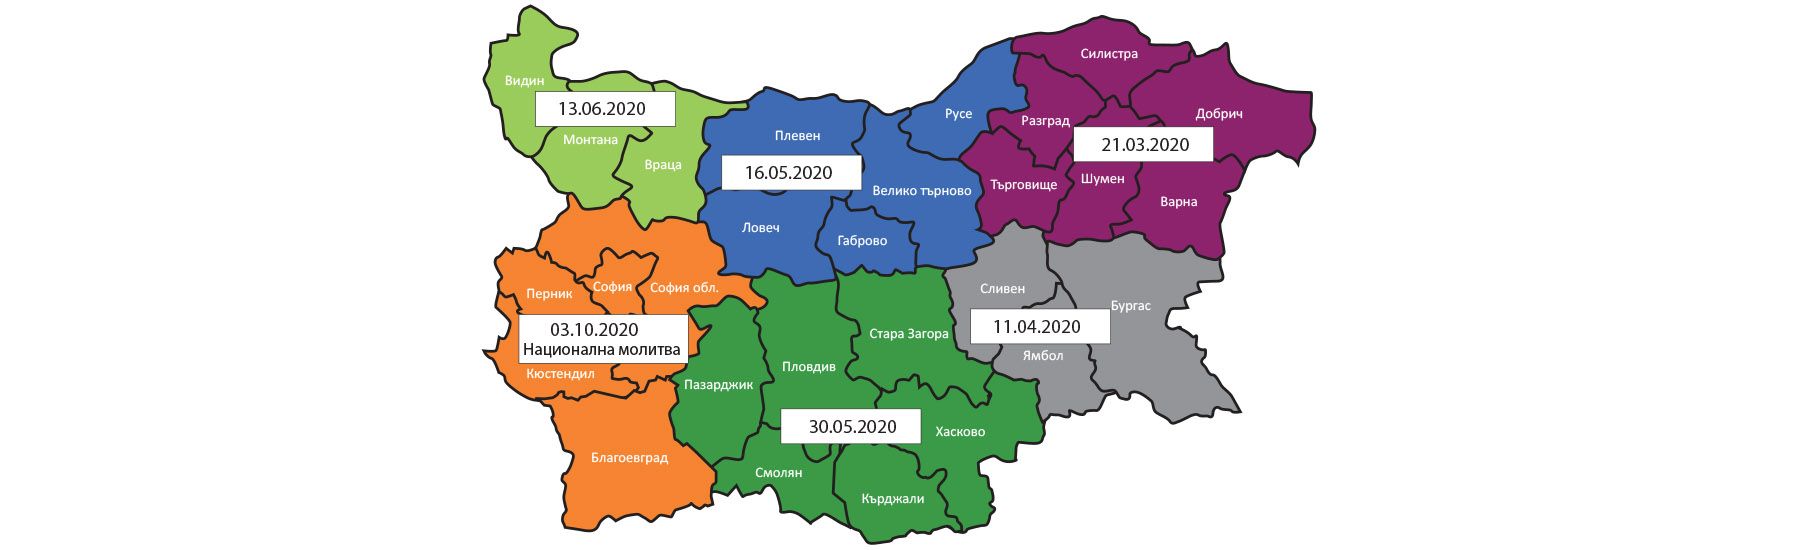 Силистра
Видин
13.06.2020
Русе
Добрич
Разград
Плевен
Монтана
21.03.2020
Враца
16.05.2020
Шумен
Търговище
Велико търново
Варна
Ловеч
Габрово
София
София обл.
Сливен
Перник
Бургас
11.04.2020
03.10.2020
Национална молитва
Стара Загора
Ямбол
Пловдив
Кюстендил
Пазарджик
30.05.2020
Хасково
Благоевград
Смолян
Кърджали